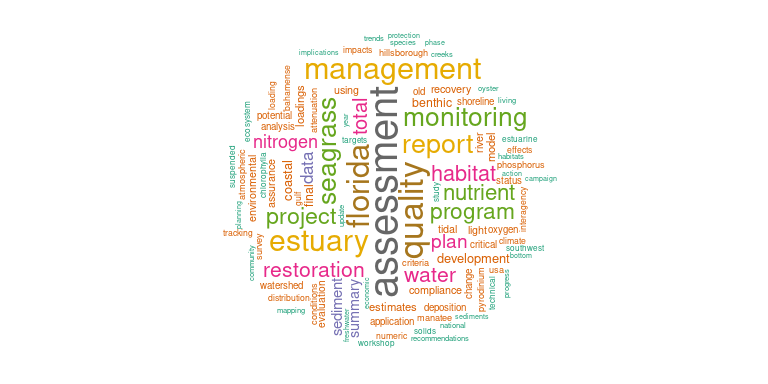 trends
protection
species
phase
implications
impacts
hillsborough
creeks
management
using
old
recovery
oyster
loading
bahamense
loadings
attenuation
seagrass
year
total
assessment
benthic
shoreline
living
ecosystem
potential
analysis
monitoring
nitrogen
targets
report
river
model
estuarine
effects
habitats
phosphorus
suspended
atmospheric
environmental
chlorophylla
assurance
coastal
gulf
final
data
florida
quality
habitat
action
status
campaign
study
nutrient
interagency
planning
project
update
program
tracking
estuary
tidal
light
oxygen
plan
critical
climate
southwest
bottom
survey
community
restoration
criteria
development
water
change
pyrodinium
usa
technical
progress
watershed
distribution
conditions
evaluation
sediment
summary
economic
compliance
mapping
freshwater
estimates
deposition
application
manatee
sediments
national
numeric
solids
recommendations
workshop